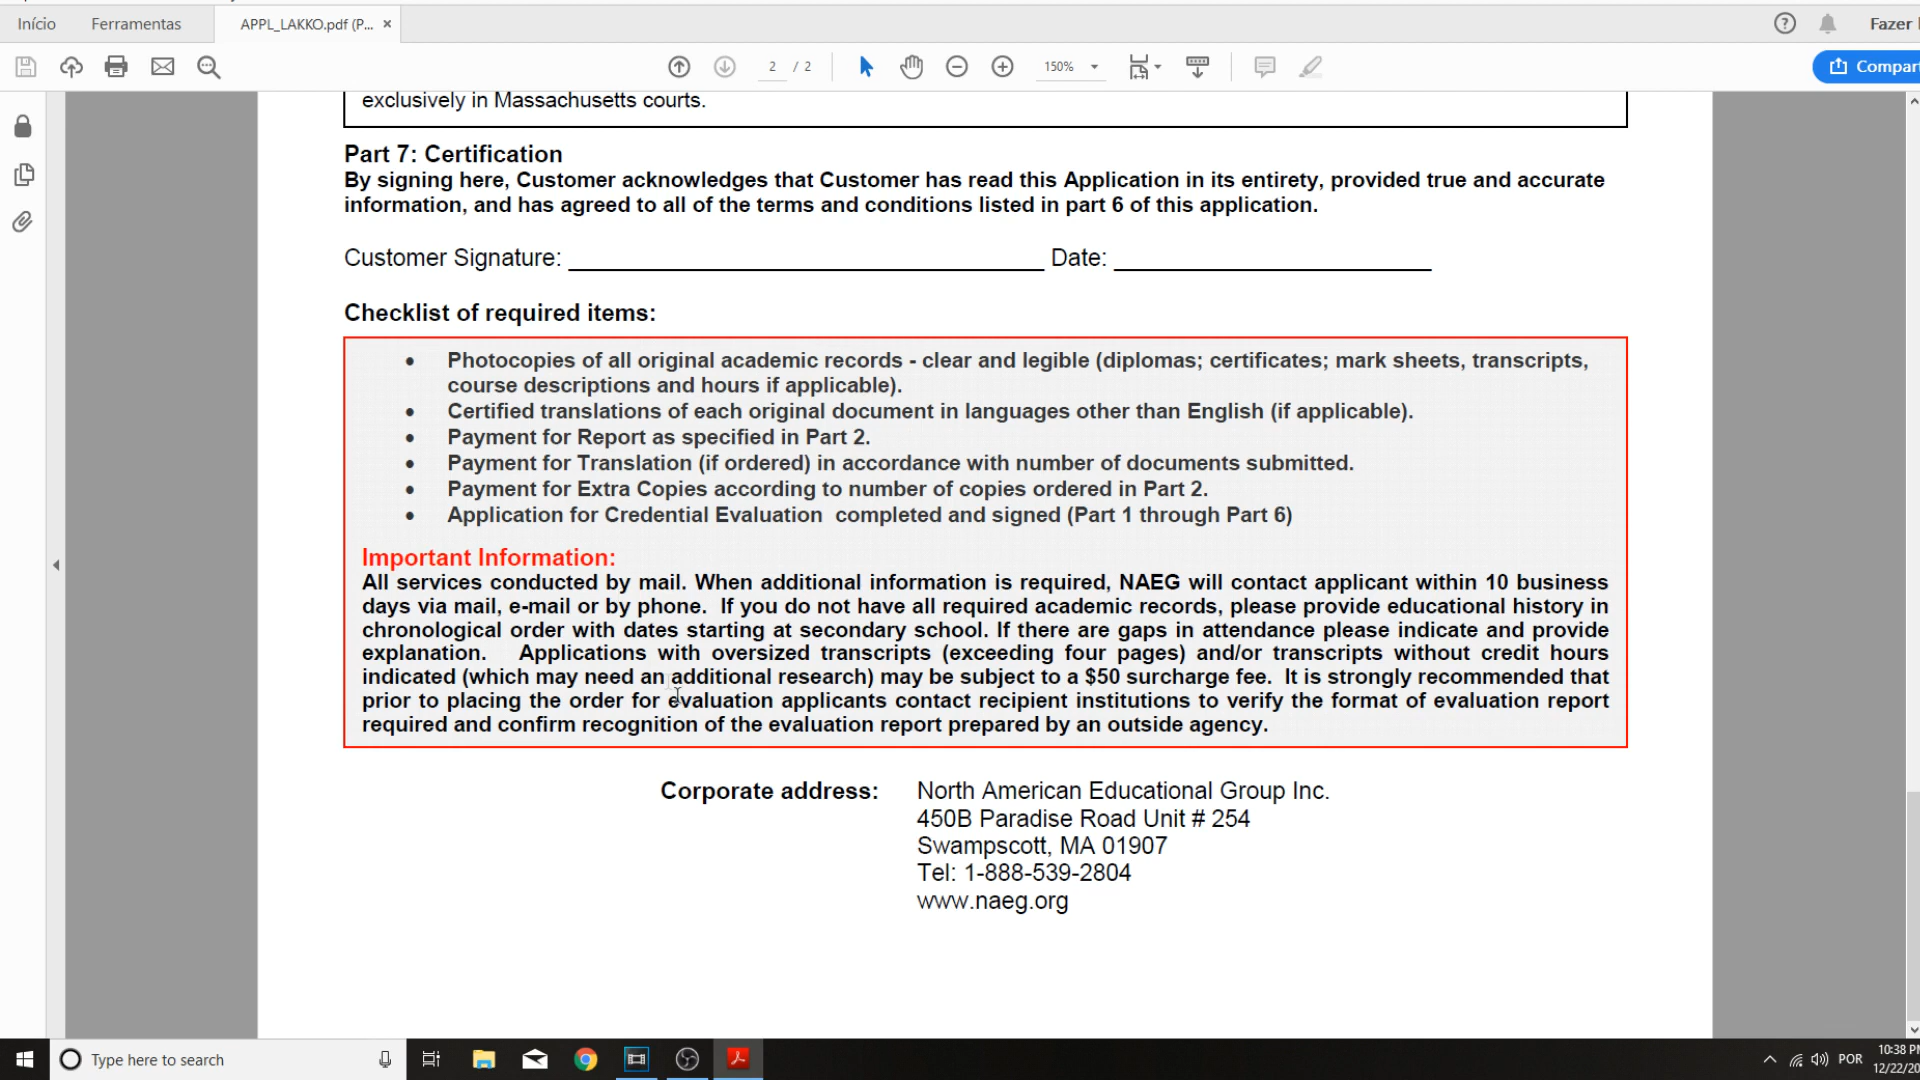 Início Ferramentas APPL_LAKKO.pdf (P... × ? Fazer
2 / 2 150% Compar
exclusively in Massachusetts courts.
Part 7: Certification
By signing here, Customer acknowledges that Customer has read this Application in its entirety, provided true and accurate
information, and has agreed to all of the terms and conditions listed in part 6 of this application.
Customer Signature: ____________________ Date: ____________________
Checklist of required items:
• Photocopies of all original academic records - clear and legible (diplomas; certificates; mark sheets, transcripts,
course descriptions and hours if applicable).
• Certified translations of each original document in languages other than English (if applicable).
• Payment for Report as specified in Part 2.
• Payment for Translation (if ordered) in accordance with number of documents submitted.
• Payment for Extra Copies according to number of copies ordered in Part 2.
• Application for Credential Evaluation completed and signed (Part 1 through Part 6)
Important Information:
All services conducted by mail. When additional information is required, NAEG will contact applicant within 10 business
days via mail, e-mail or by phone. If you do not have all required academic records, please provide educational history in
chronological order with dates starting at secondary school. If there are gaps in attendance please indicate and provide
explanation. Applications with oversized transcripts (exceeding four pages) and/or transcripts without credit hours
indicated (which may need an additional research) may be subject to a $50 surcharge fee. It is strongly recommended that
prior to placing the order for evaluation applicants contact recipient institutions to verify the format of evaluation report
required and confirm recognition of the evaluation report prepared by an outside agency.
Corporate address: North American Educational Group Inc.
450B Paradise Road Unit # 254
Swampscott, MA 01907
Tel: 1-888-539-2804
www.naeg.org
Type here to search POR 10:38 PM
12/22/20